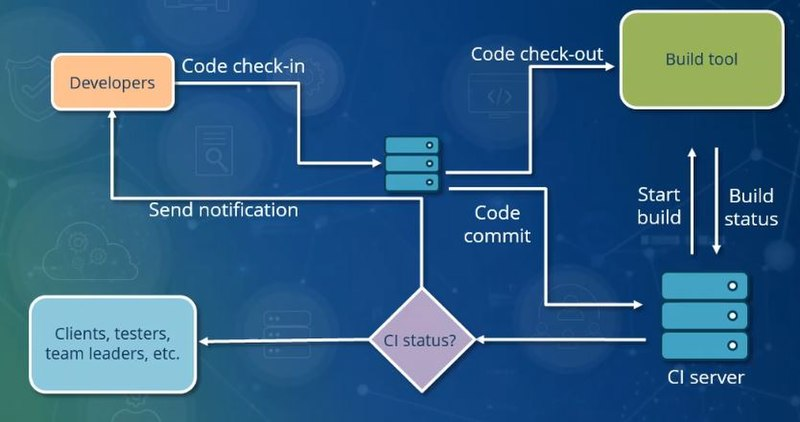 Code check-in
Code check-out
Build tool
Developers
Send notification
Code
commit
Start
build
Build
status
Clients, testers,
team leaders, etc.
CI status?
CI server